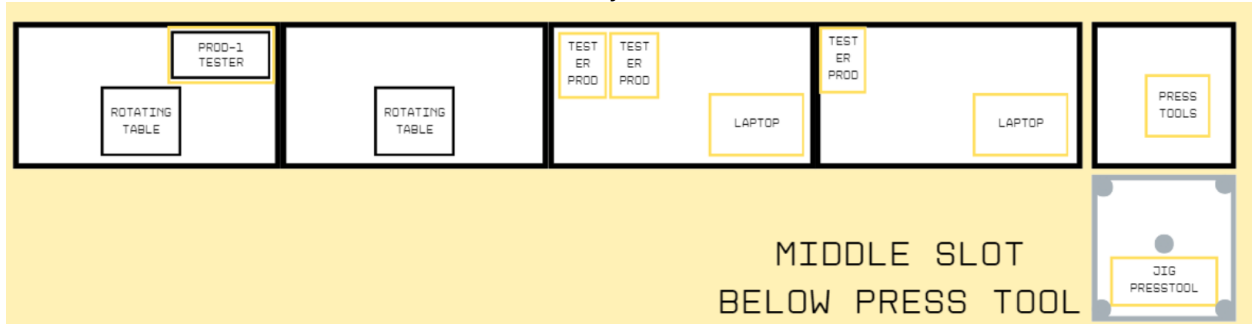 PROD-1
TESTER
ROTATING
TABLE
ROTATING
TABLE
TEST
ER
PROD
TEST
ER
PROD
LAPTOP
TEST
ER
PROD
LAPTOP
PRESS
TOOLS
MIDDLE SLOT
BELOW PRESS TOOL
JIG
PRESSTOOL